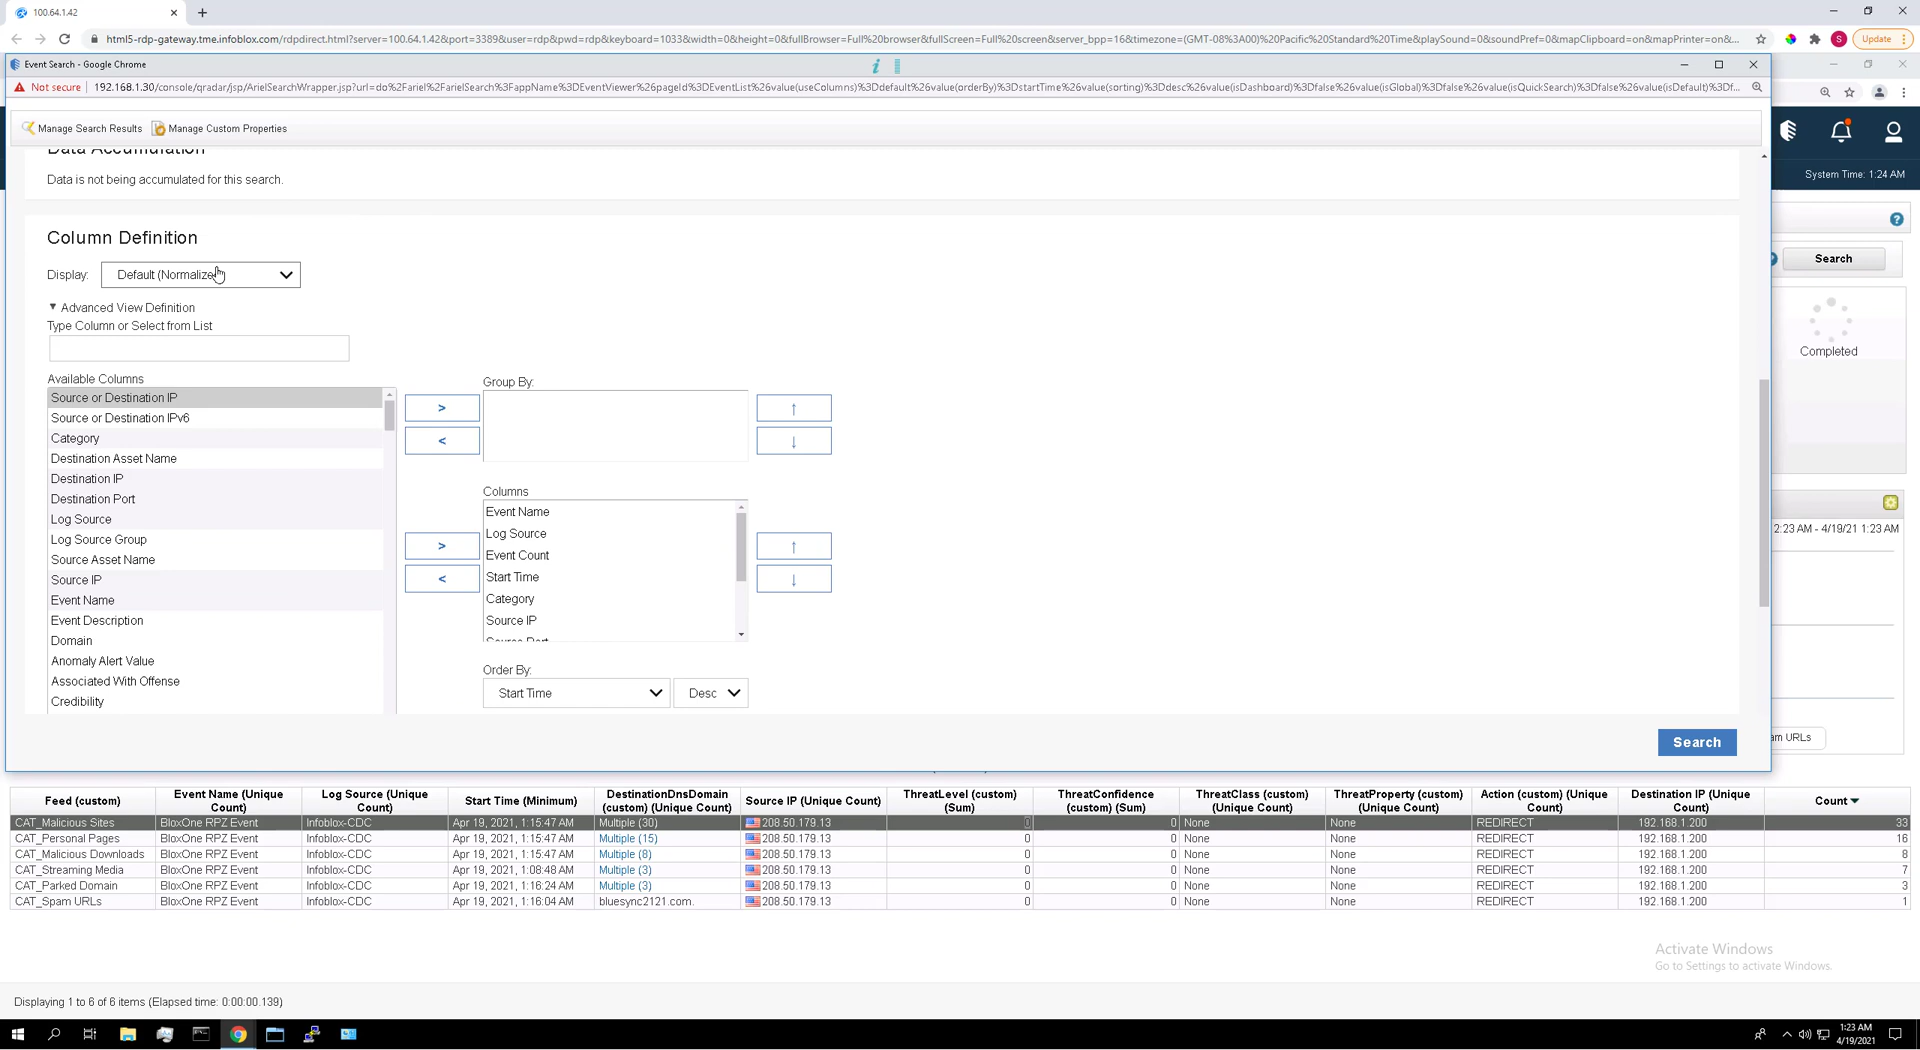 100.64.1.42
html5-rdp-gateway.tme.infoblox.com/rdpdirect.html?server=100.64.1.42&port=3389&user=rdp&pwd=rdp&keyboard=1033&width=0&height=0&fullBrowser=Full%20browser&fullScreen=Full%20screen&server_bpp=16&timezone=(GMT-08%3A00)%20Pacific%20Standard%20Time&playSound=0&soundPref=0&mapClipboard=on&mapPrinter=on&...
S
Update
Event Search - Google Chrome
Not secure
192.168.1.30/console/qradar/jsp/ArielSearchWrapper.jsp?url=do%2Fariel%2FarielSearch%3FappName%3DEventViewer%26pageId%3DEventList%26value(useColumns)%3Ddefault%26value(orderBy)%3DstartTime%26value(sorting)%3Ddesc%26value(isDashboard)%3Dfalse%26value(isGlobal)%3Dfalse%26value(isQuickSearch)%3Dfalse%26value(isDefault)%3Df...
Manage Search Results
Manage Custom Properties
Data Accumulation
Data is not being accumulated for this search.
System Time: 1:24 AM
Column Definition
Display:
Default (Normalize
Search
Advanced View Definition
Type Column or Select from List
Completed
Available Columns
Source or Destination IP
Source or Destination IPv6
Category
Destination Asset Name
Destination IP
Destination Port
Log Source
Log Source Group
Source Asset Name
Source IP
Event Name
Event Description
Domain
Anomaly Alert Value
Associated With Offense
Credibility
>
<
Group By:
↑
↓
Columns
Event Name
Log Source
Event Count
Start Time
Category
Source IP
Source Port
>
<
↑
↓
Order By:
Start Time
Desc
2:23 AM - 4/19/21 1:23 AM
am URLs
Search
Feed (custom) Event Name (Unique Count) Log Source (Unique Count) Start Time (Minimum) DestinationDnsDomain (custom) (Unique Count) Source IP (Unique Count) ThreatLevel (custom) (Sum) ThreatConfidence (custom) (Sum) ThreatClass (custom) (Unique Count) ThreatProperty (custom) (Unique Count) Action (custom) (Unique Count) Destination IP (Unique Count) Count
CAT_Malicious Sites BloxOne RPZ Event Infoblox-CDC Apr 19, 2021, 1:15:47 AM Multiple (30) 208.50.179.13 0 0 None None REDIRECT 192.168.1.200 33
CAT_Personal Pages BloxOne RPZ Event Infoblox-CDC Apr 19, 2021, 1:15:47 AM Multiple (15) 208.50.179.13 0 0 None None REDIRECT 192.168.1.200 16
CAT_Malicious Downloads BloxOne RPZ Event Infoblox-CDC Apr 19, 2021, 1:15:47 AM Multiple (8) 208.50.179.13 0 0 None None REDIRECT 192.168.1.200 8
CAT_Streaming Media BloxOne RPZ Event Infoblox-CDC Apr 19, 2021, 1:08:48 AM Multiple (3) 208.50.179.13 0 0 None None REDIRECT 192.168.1.200 7
CAT_Parked Domain BloxOne RPZ Event Infoblox-CDC Apr 19, 2021, 1:16:24 AM Multiple (3) 208.50.179.13 0 0 None None REDIRECT 192.168.1.200 3
CAT_Spam URLs BloxOne RPZ Event Infoblox-CDC Apr 19, 2021, 1:16:04 AM bluesync2121.com. 208.50.179.13 0 0 None None REDIRECT 192.168.1.200 1
Activate Windows
Go to Settings to activate Windows.
Displaying 1 to 6 of 6 items (Elapsed time: 0:00:00.139)
1:23 AM
4/19/2021